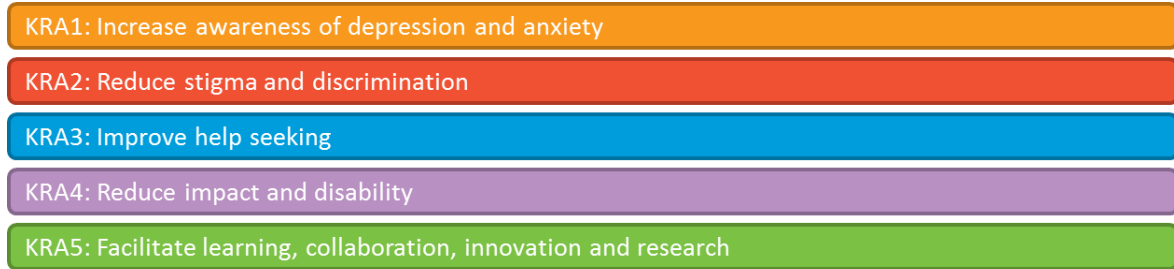 KRA1: Increase awareness of depression and anxiety
KRA2: Reduce stigma and discrimination
KRA3: Improve help seeking
KRA4: Reduce impact and disability
KRA5: Facilitate learning, collaboration, innovation and research